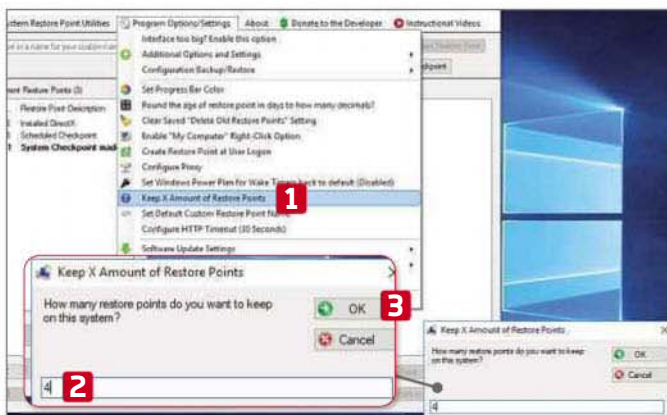 stem Restore Point Utilities Program Options/Settings About Donate to the Developer Instructional Videos
Interface too big? Enable this option
Additional Options and Settings
Configuration Backup/Restore
Set Progress Bar Color
Round the age of restore point in days to how many decimals?
Clear Saved "Delete Old Restore Points" Setting
Enable "My Computer" Right-Click Option
Create Restore Point at User Logon
Configure Proxy
Set Windows Power Plan for Wake Timers back to default (Disabled)
Keep X Amount of Restore Points
1
Set Default Custom Restore Point Name
Configure HTTP Timeout (30 Seconds)
Software Update Settings
e in a name for your custom
Restore Points (3)
Restore Point Description
Installed DirectX
Scheduled Checkpoint
1 System Checkpoint mad
Keep X Amount of Restore Points
How many restore points do you want to keep
on this system?
OK
3
Cancel
4
2
Keep X Amount of Restore Points
How many restore points do you want to keep
on this system?
OK
Cancel
4